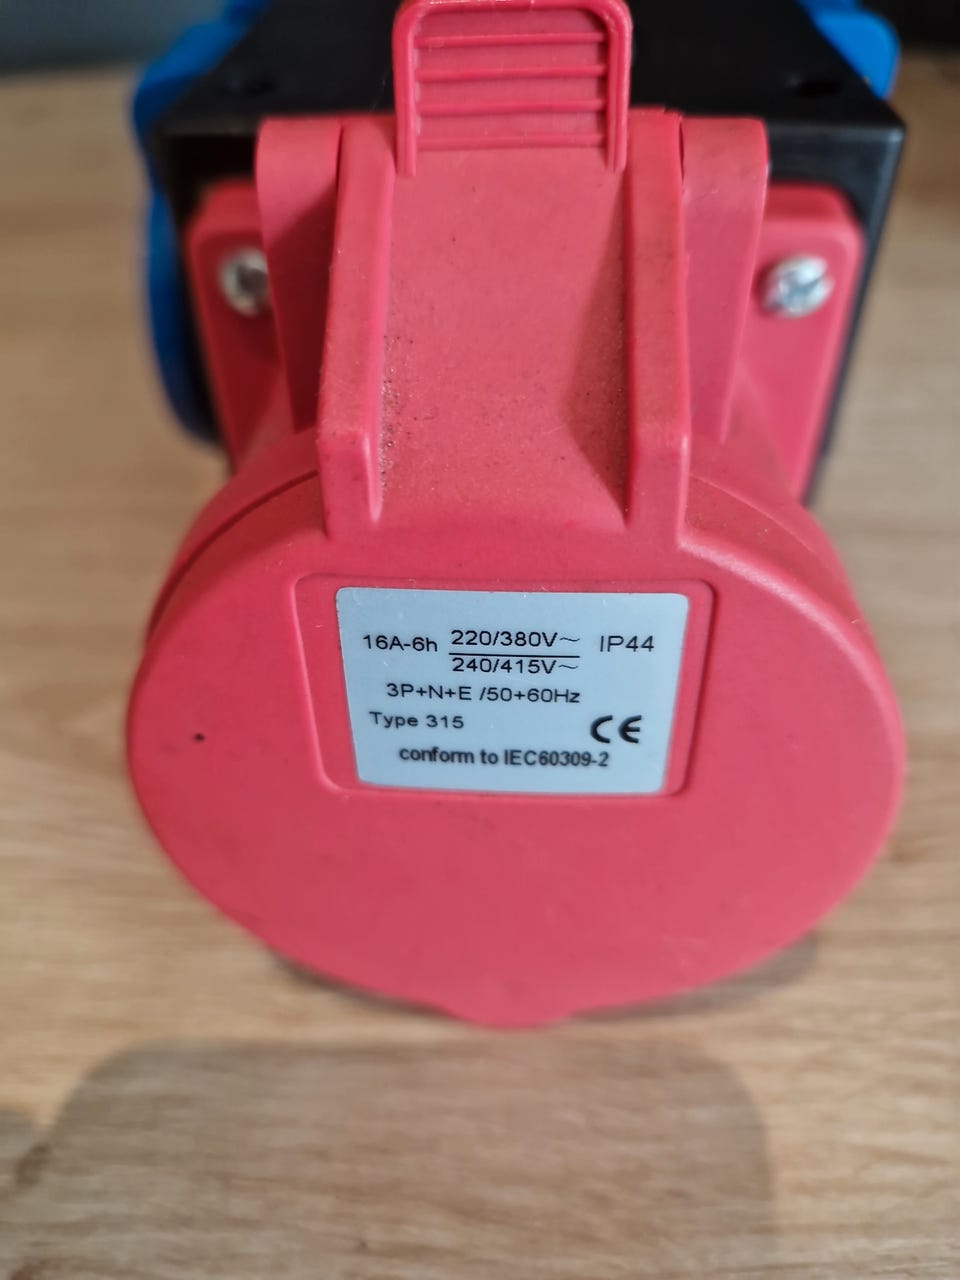 16A-6h 220/380V~ IP44
240/415V~
3P+N+E /50+60Hz
Type 315 CE
conform to IEC60309-2